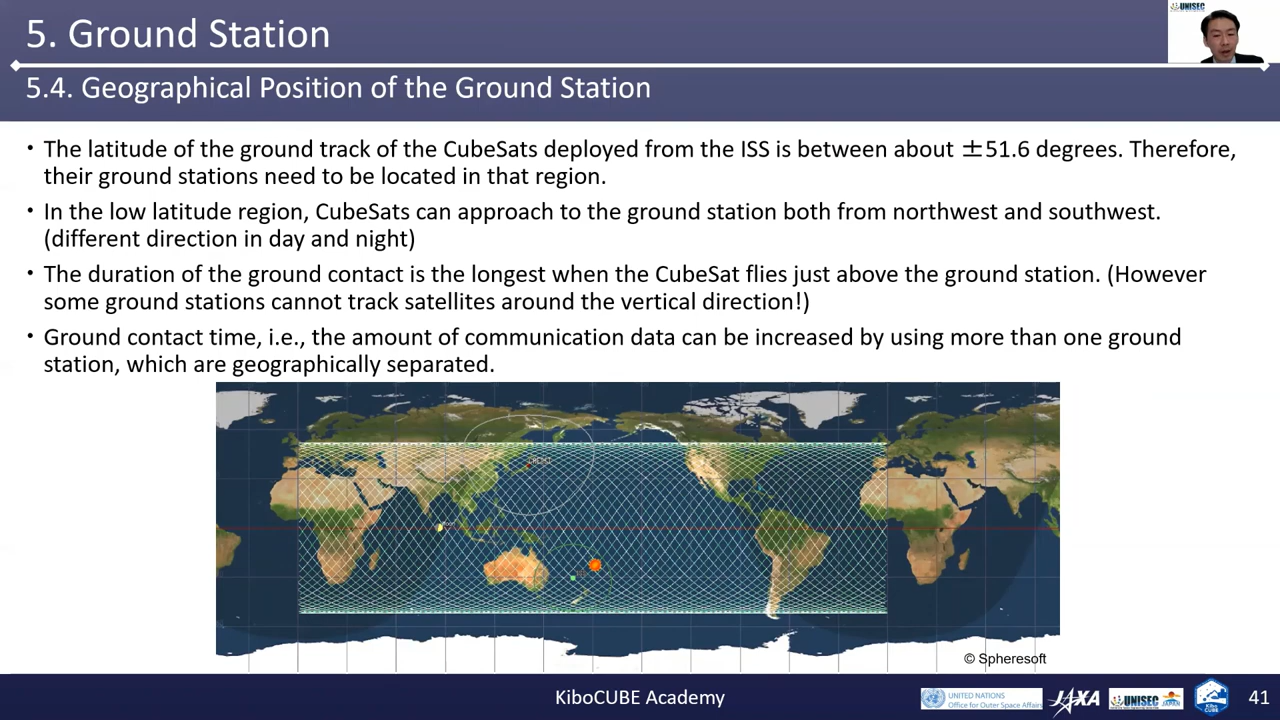 5. Ground Station
UNISEC
5.4. Geographical Position of the Ground Station
• The latitude of the ground track of the CubeSats deployed from the ISS is between about ±51.6 degrees. Therefore,
their ground stations need to be located in that region.
• In the low latitude region, CubeSats can approach to the ground station both from northwest and southwest.
(different direction in day and night)
• The duration of the ground contact is the longest when the CubeSat flies just above the ground station. (However
some ground stations cannot track satellites around the vertical direction!)
• Ground contact time, i.e., the amount of communication data can be increased by using more than one ground
station, which are geographically separated.
© Spheresoft
KiboCUBE Academy
UNITED NATIONS
Office for Outer Space Affairs
JAXA
UNISEC
JAPAN
Kibo
CUBE
41